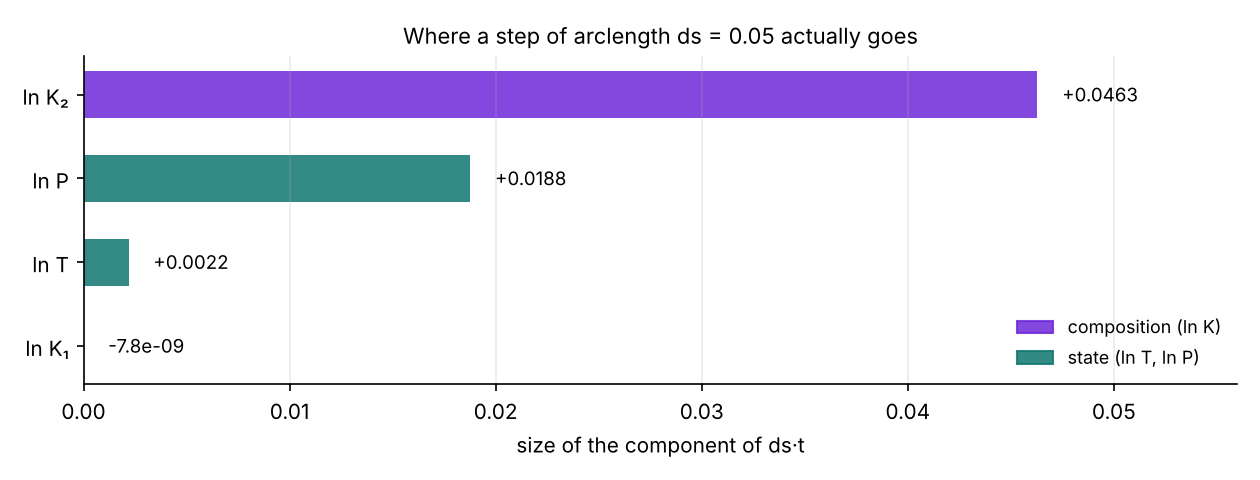 Where a step of arclength ds = 0.05 actually goes
ln K₂
+0.0463
ln P
+0.0188
ln T
+0.0022
ln K₁
-7.8e-09
composition (ln K)
state (ln T, ln P)
0.00 0.01 0.02 0.03 0.04 0.05
size of the component of ds·t